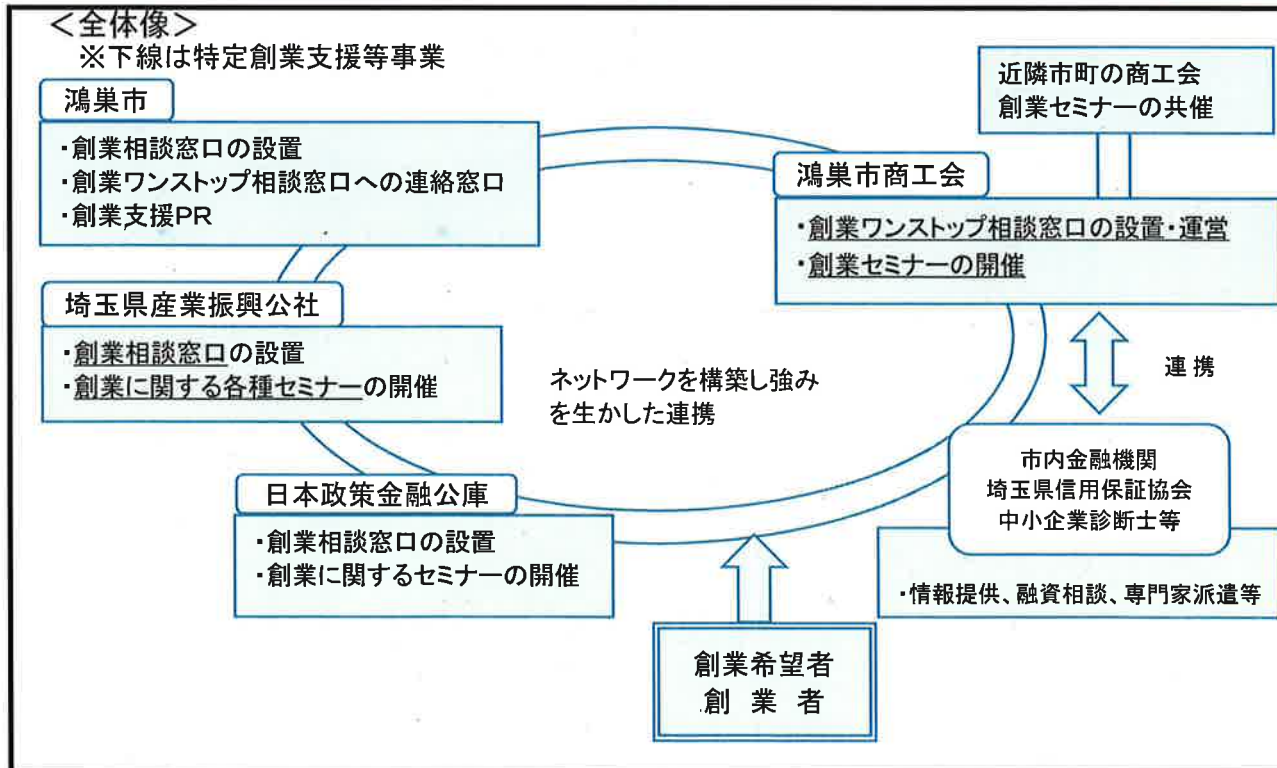 ＜全体像＞
※下線は特定創業支援等事業
鴻巣市
・創業相談窓口の設置
・創業ワンストップ相談窓口への連絡窓口
・創業支援PR
近隣市町の商工会
創業セミナーの共催
鴻巣市商工会
・創業ワンストップ相談窓口の設置・運営
・創業セミナーの開催
埼玉県産業振興公社
・創業相談窓口の設置
・創業に関する各種セミナーの開催
ネットワークを構築し強み
を生かした連携
連携
日本政策金融公庫
・創業相談窓口の設置
・創業に関するセミナーの開催
市内金融機関
埼玉県信用保証協会
中小企業診断士等
・情報提供、融資相談、専門家派遣等
創業希望者
創業者